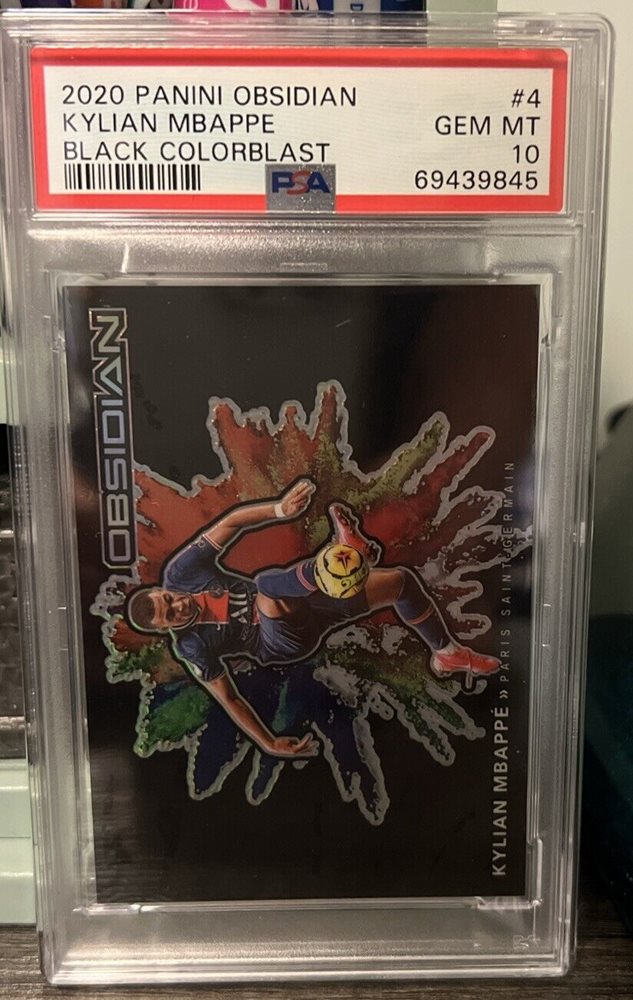 2020 PANINI OBSIDIAN #4
KYLIAN MBAPPE GEM MT
BLACK COLORBLAST 10
PSA 69439845
OBSIDIAN
KYLIAN MBAPPÉ » PARIS SAINT-GERMAIN